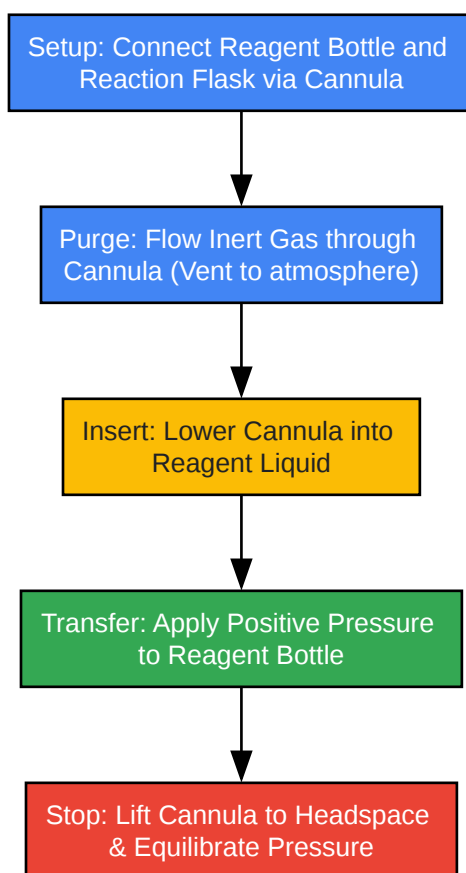 Setup: Connect Reagent Bottle and
Reaction Flask via Cannula
Purge: Flow Inert Gas through
Cannula (Vent to atmosphere)
Insert: Lower Cannula into
Reagent Liquid
Transfer: Apply Positive Pressure
to Reagent Bottle
Stop: Lift Cannula to Headspace
& Equilibrate Pressure